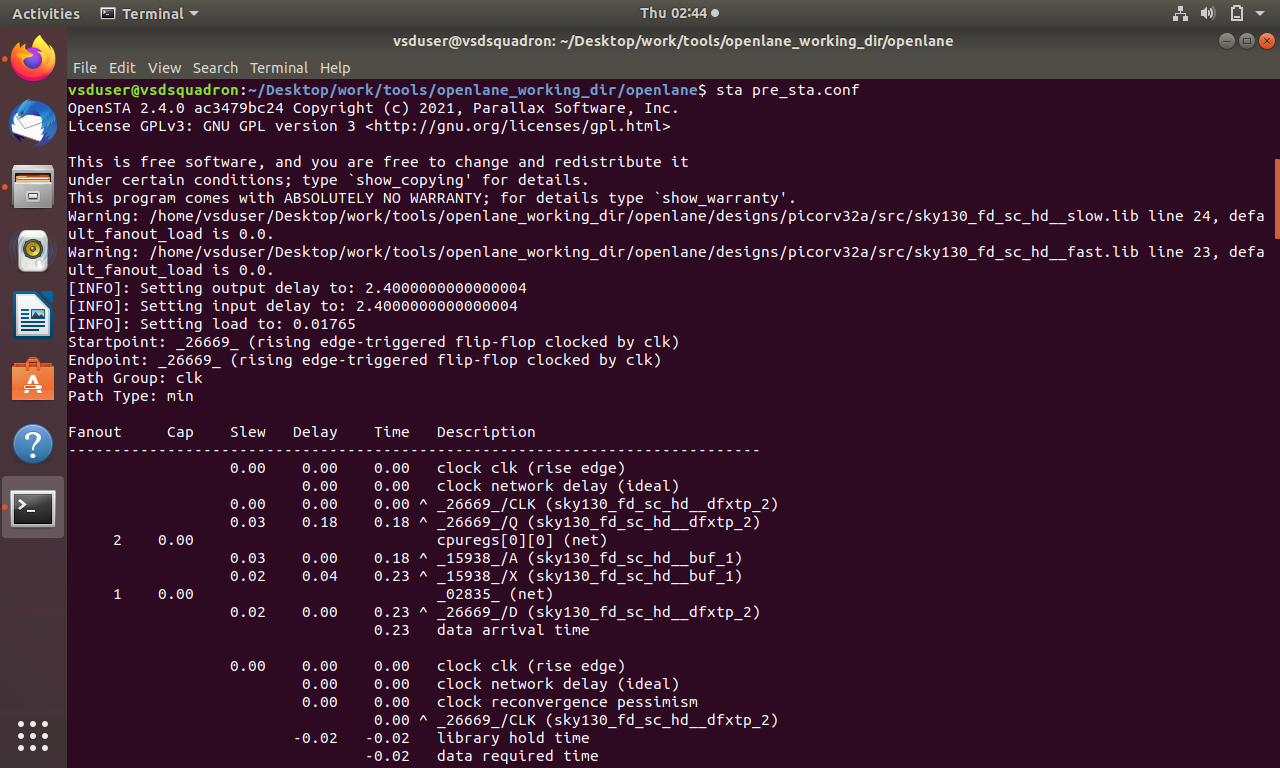 Activities Terminal Thu 02:44
vsduser@vsdsquadron: ~/Desktop/work/tools/openlane_working_dir/openlane
File Edit View Search Terminal Help
vsduser@vsdsquadron:~/Desktop/work/tools/openlane_working_dir/openlane$ sta pre_sta.conf
OpenSTA 2.4.0 ac3479bc24 Copyright (c) 2021, Parallax Software, Inc.
License GPLv3: GNU GPL version 3 <http://gnu.org/licenses/gpl.html>

This is free software, and you are free to change and redistribute it
under certain conditions; type `show_copying' for details.
This program comes with ABSOLUTELY NO WARRANTY; for details type `show_warranty'.
Warning: /home/vsduser/Desktop/work/tools/openlane_working_dir/openlane/designs/picorv32a/src/sky130_fd_sc_hd__slow.lib line 24, defa
ult_fanout_load is 0.0.
Warning: /home/vsduser/Desktop/work/tools/openlane_working_dir/openlane/designs/picorv32a/src/sky130_fd_sc_hd__fast.lib line 23, defa
ult_fanout_load is 0.0.
[INFO]: Setting output delay to: 2.4000000000000004
[INFO]: Setting input delay to: 2.4000000000000004
[INFO]: Setting load to: 0.01765
Startpoint: _26669_ (rising edge-triggered flip-flop clocked by clk)
Endpoint: _26669_ (rising edge-triggered flip-flop clocked by clk)
Path Group: clk
Path Type: min

Fanout     Cap    Slew   Delay    Time   Description
-----------------------------------------------------------------------------
                  0.00    0.00    0.00   clock clk (rise edge)
                          0.00    0.00   clock network delay (ideal)
                  0.00    0.00    0.00 ^ _26669_/CLK (sky130_fd_sc_hd__dfxtp_2)
                  0.03    0.18    0.18 ^ _26669_/Q (sky130_fd_sc_hd__dfxtp_2)
     2    0.00                           cpuregs[0][0] (net)
                  0.03    0.00    0.18 ^ _15938_/A (sky130_fd_sc_hd__buf_1)
                  0.02    0.04    0.23 ^ _15938_/X (sky130_fd_sc_hd__buf_1)
     1    0.00                           _02835_ (net)
                  0.02    0.00    0.23 ^ _26669_/D (sky130_fd_sc_hd__dfxtp_2)
                                  0.23   data arrival time

                  0.00    0.00    0.00   clock clk (rise edge)
                          0.00    0.00   clock network delay (ideal)
                          0.00    0.00   clock reconvergence pessimism
                                  0.00 ^ _26669_/CLK (sky130_fd_sc_hd__dfxtp_2)
                         -0.02   -0.02   library hold time
                                 -0.02   data required time